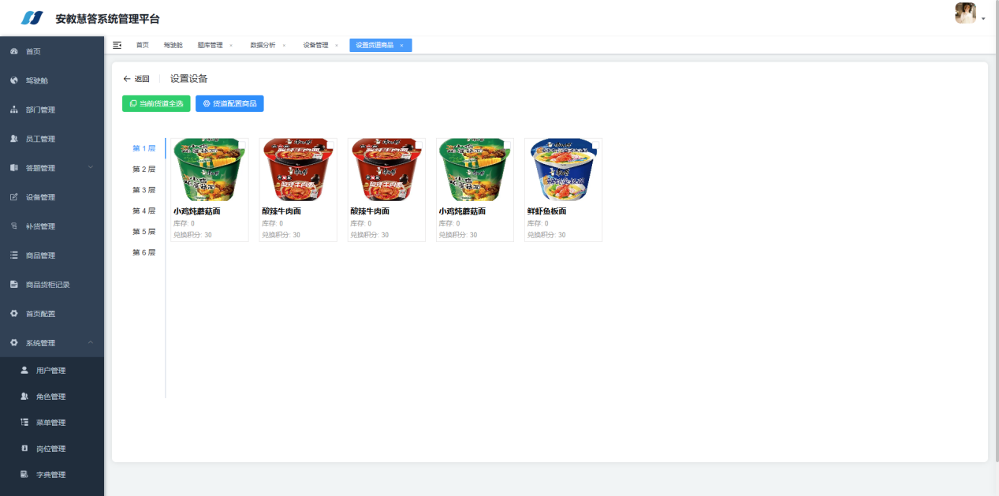 安教慧答系统管理平台
首页
驾驶舱
题库管理 ×
数据分析 ×
设备管理 ×
设置货道商品 ×
首页
驾驶舱
部门管理
员工管理
答题管理
设备管理
补货管理
商品管理
商品货柜记录
首页配置
系统管理
用户管理
角色管理
菜单管理
岗位管理
字典管理
返回
设置设备
当前货道全选
货道配置商品
第 1 层
第 2 层
第 3 层
第 4 层
第 5 层
第 6 层
小鸡炖蘑菇面
库存: 0
兑换积分: 30
酸辣牛肉面
库存: 0
兑换积分: 30
酸辣牛肉面
库存: 0
兑换积分: 30
小鸡炖蘑菇面
库存: 0
兑换积分: 30
鲜虾鱼板面
库存: 0
兑换积分: 30